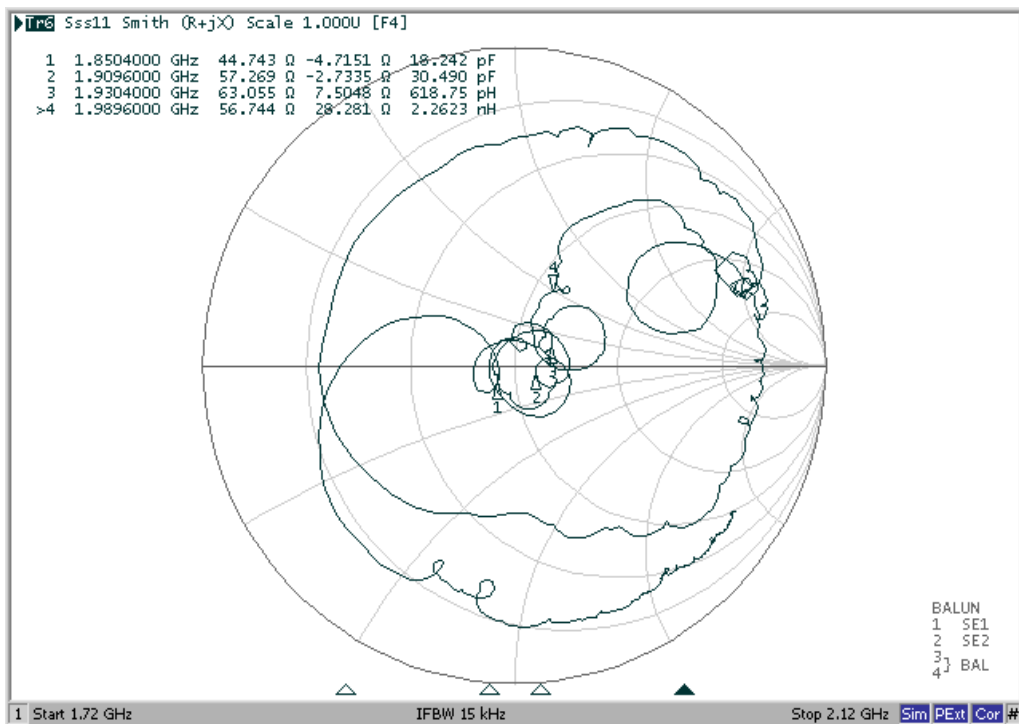 Tr6 Sss11 Smith (R+jX) Scale 1.000U [F4]
1 1.8504000 GHz 44.743 Ω -4.7151 Ω 18.242 pF
2 1.9096000 GHz 57.269 Ω -2.7335 Ω 30.490 pF
3 1.9304000 GHz 63.055 Ω 7.5048 Ω 618.75 pH
>4 1.9896000 GHz 56.744 Ω 28.281 Ω 2.2623 nH
4
3
1
2
BALUN
1 SE1
2 SE2
3
4} BAL
1 Start 1.72 GHz IFBW 15 kHz Stop 2.12 GHz Sim PExt Cor #